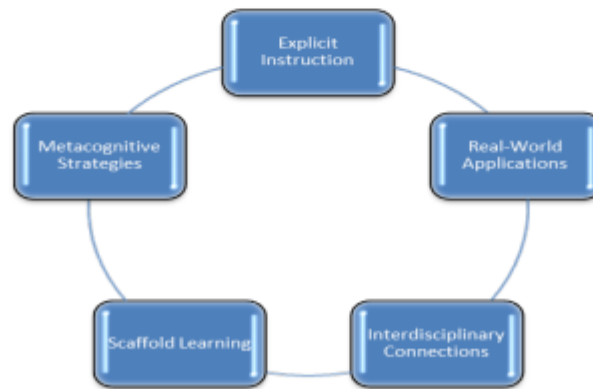 Explicit
Instruction
Metacognitive
Strategies
Real-World
Applications
Scaffold Learning
Interdisciplinary
Connections